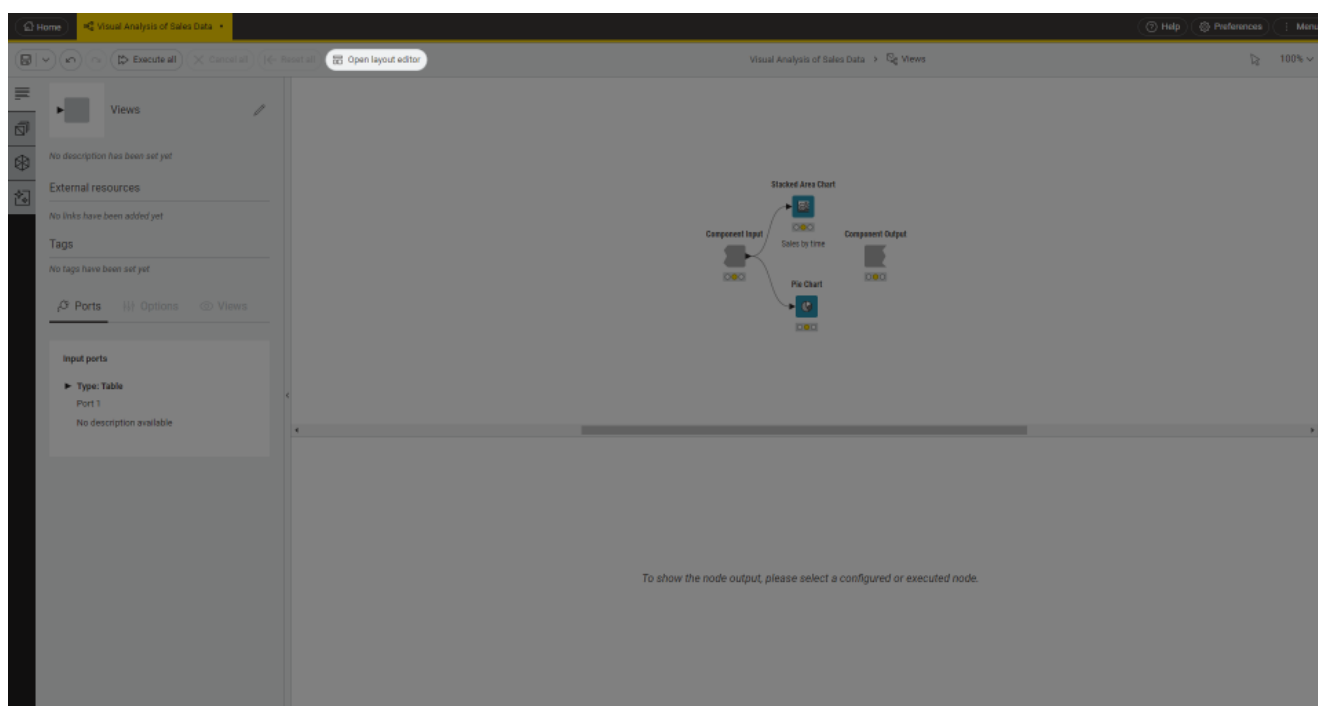 Home
Visual Analysis of Sales Data
Help
Preferences
Menu
Execute all
Cancel all
Reset all
Open layout editor
Visual Analysis of Sales Data > Views
100%
Views
No description has been set yet
External resources
No links have been added yet
Tags
No tags have been set yet
Ports
Options
Views
Input ports
Type: Table
Port 1
No description available
Stacked Area Chart
Component Input
Sales by time
Component Output
Pie Chart
To show the node output, please select a configured or executed node.